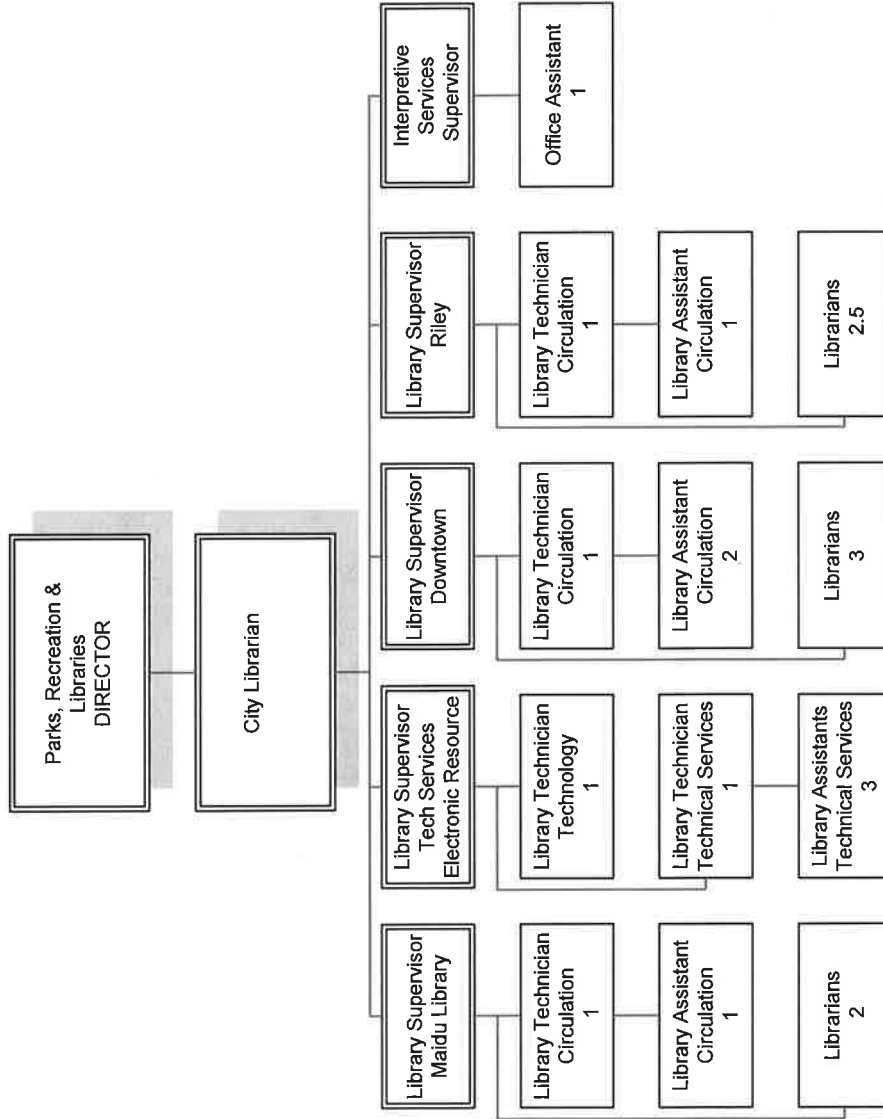 Parks, Recreation &
Libraries
DIRECTOR
City Librarian
Library Supervisor
Maidu Library
Library Technician
Circulation
1
Library Assistant
Circulation
1
Librarians
2
Library Supervisor
Tech Services
Electronic Resource
Library Technician
Technology
1
Library Technician
Technical Services
1
Library Assistants
Technical Services
3
Library Supervisor
Downtown
Library Technician
Circulation
1
Library Assistant
Circulation
2
Librarians
3
Library Supervisor
Riley
Library Technician
Circulation
1
Library Assistant
Circulation
1
Librarians
2.5
Interpretive
Services
Supervisor
Office Assistant
1